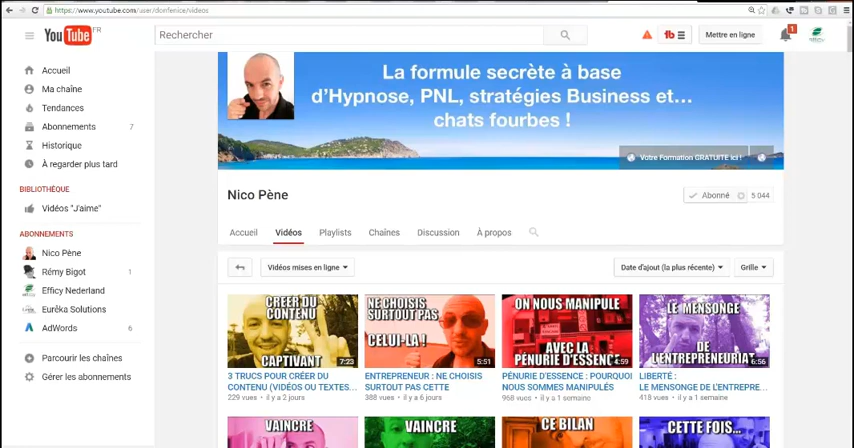 https://www.youtube.com/user/donfenice/videos
YouTube FR
Rechercher
Mettre en ligne
1
Accueil
Ma chaîne
Tendances
Abonnements 7
Historique
À regarder plus tard
BIBLIOTHÈQUE
Vidéos "J'aime"
ABONNEMENTS
Nico Pène
Rémy Bigot 1
Efficy Nederland
Eurêka Solutions
AdWords 6
Parcourir les chaînes
Gérer les abonnements
La formule secrète à base
d'Hypnose, PNL, stratégies Business et...
chats fourbes !
Votre Formation GRATUITE ici !
Nico Pène
Abonné 5 044
Accueil Vidéos Playlists Chaînes Discussion À propos
Vidéos mises en ligne
Date d'ajout (la plus récente) Grille
CRÉER DU
CONTENU
CAPTIVANT
7:23
3 TRUCS POUR CRÉER DU
CONTENU (VIDÉOS OU TEXTES...
229 vues • il y a 2 jours
NE CHOISIS
SURTOUT PAS
CELUI-LA !
5:51
ENTREPRENEUR : NE CHOISIS
SURTOUT PAS CETTE
388 vues • il y a 6 jours
ON NOUS MANIPULE
AVEC LA
PÉNURIE D'ESSENCE
4:59
PÉNURIE D'ESSENCE : POURQUOI
NOUS SOMMES MANIPULÉS
968 vues • il y a 1 semaine
LE MENSONGE
DE
L'ENTREPRENEURIAT
6:56
LIBERTÉ :
LE MENSONGE DE L'ENTREPRE...
418 vues • il y a 1 semaine
VAINCRE
VAINCRE
CE BILAN
CETTE FOIS...